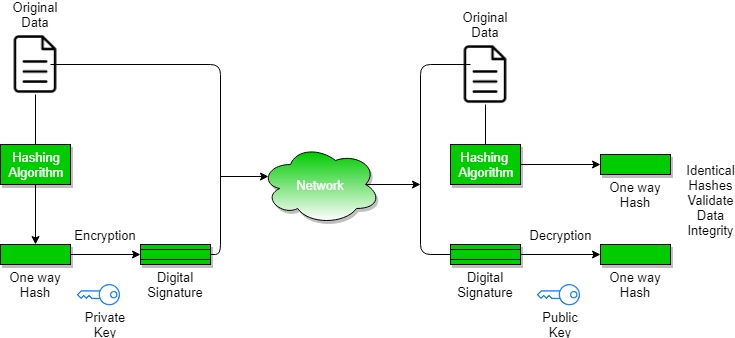 Original
Data
Hashing
Algorithm
Encryption
One way
Hash
Digital
Signature
Private
Key
Network
Original
Data
Hashing
Algorithm
One way
Hash
Identical
Hashes
Validate
Data
Integrity
Decryption
Digital
Signature
One way
Hash
Public
Key